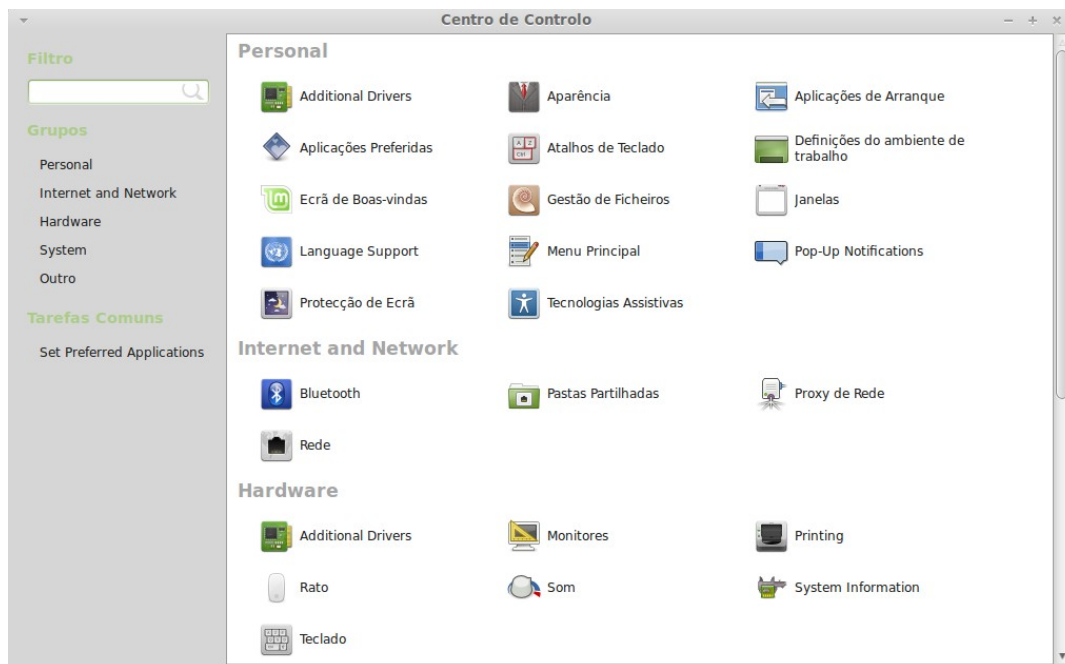 Centro de Controlo
Filtro
Grupos
Personal
Internet and Network
Hardware
System
Outro
Tarefas Comuns
Set Preferred Applications
Personal
Additional Drivers
Aparência
Aplicações de Arranque
Aplicações Preferidas
Atalhos de Teclado
Definições do ambiente de
trabalho
Ecrã de Boas-vindas
Gestão de Ficheiros
Janelas
Language Support
Menu Principal
Pop-Up Notifications
Protecção de Ecrã
Tecnologias Assistivas
Internet and Network
Bluetooth
Pastas Partilhadas
Proxy de Rede
Rede
Hardware
Additional Drivers
Monitores
Printing
Rato
Som
System Information
Teclado